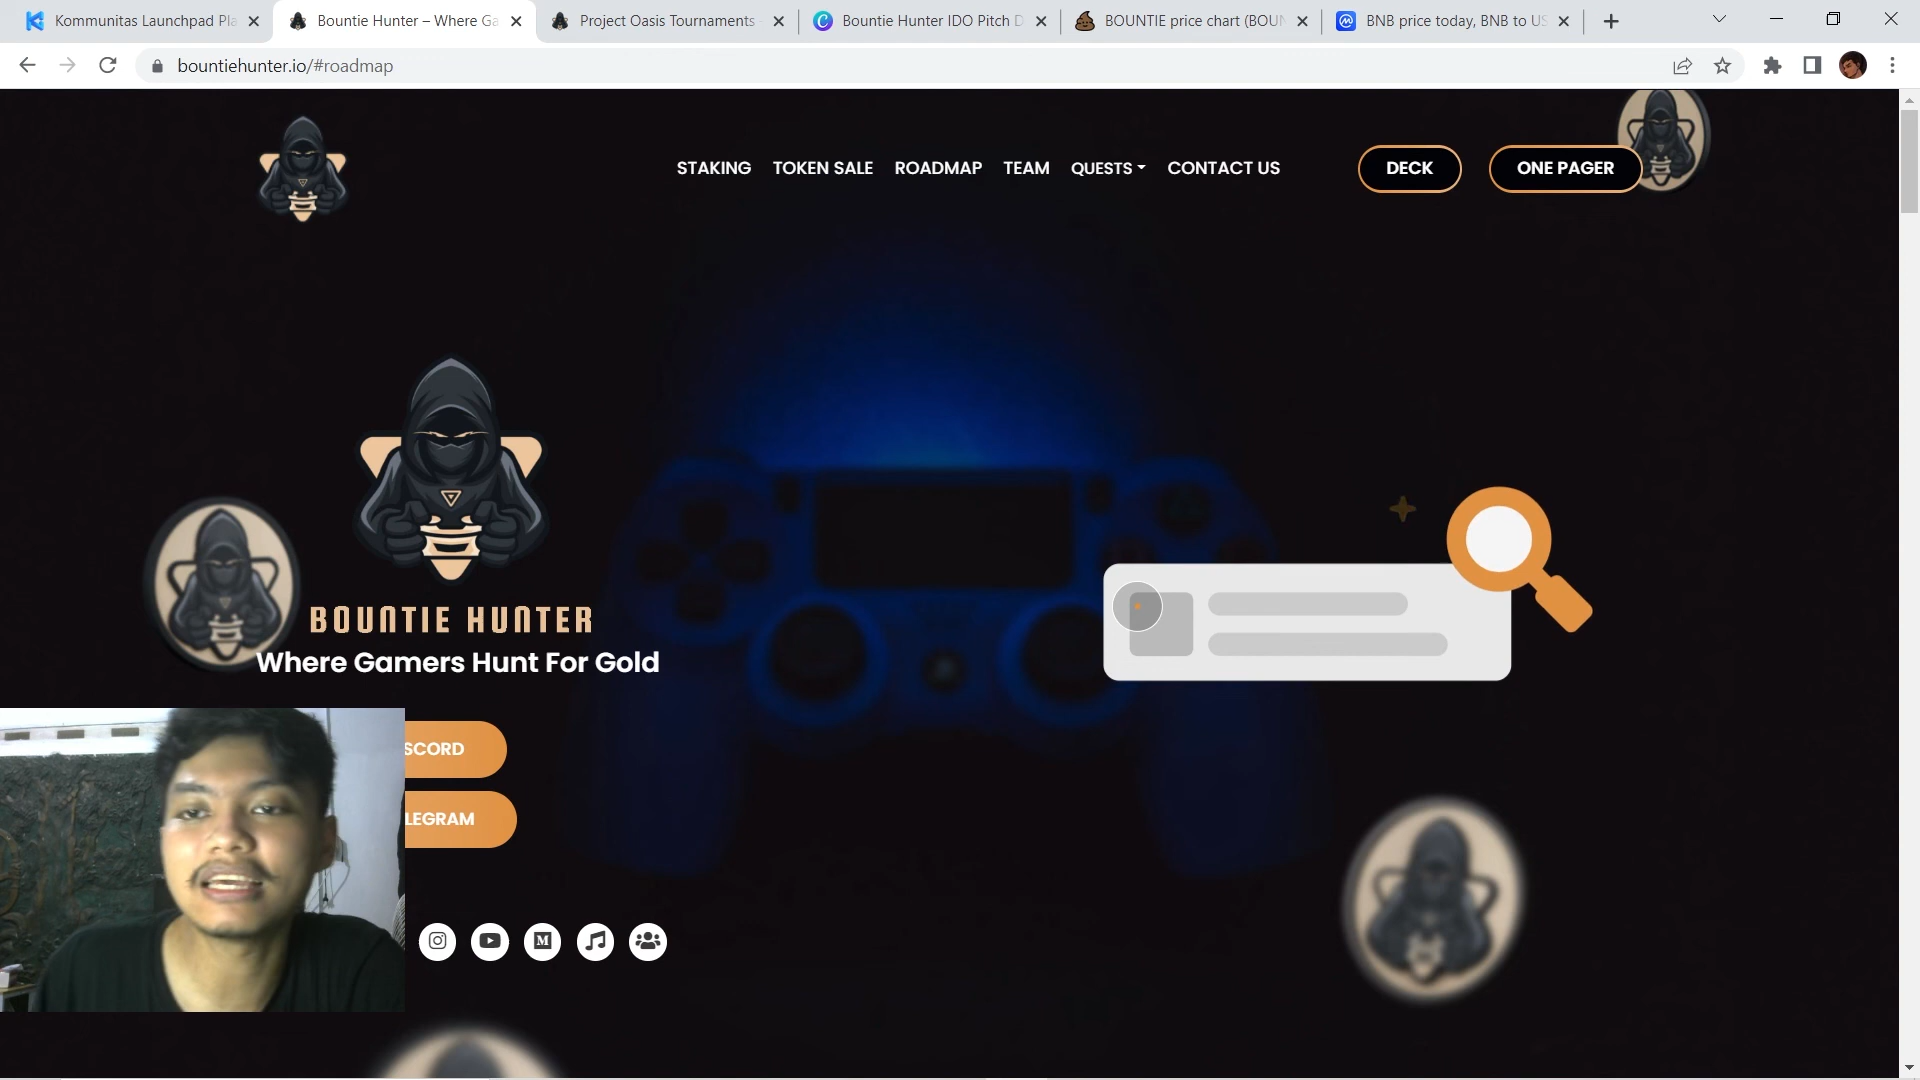 Kommunitas Launchpad Pla
Bountie Hunter – Where Ga
Project Oasis Tournaments -
Bountie Hunter IDO Pitch D
BOUNTIE price chart (BOUN
BNB price today, BNB to US
bountiehunter.io/#roadmap
STAKING
TOKEN SALE
ROADMAP
TEAM
QUESTS
CONTACT US
DECK
ONE PAGER
BOUNTIE HUNTER
Where Gamers Hunt For Gold
SCORD
LEGRAM